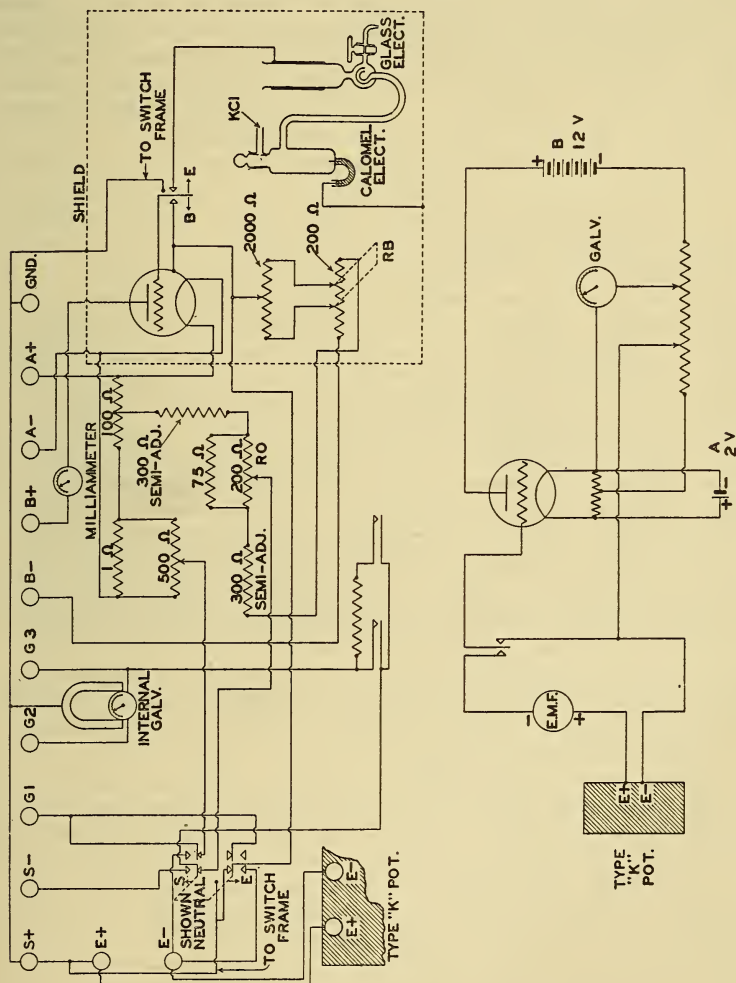 S+
S-
G1
G2
G3
B-
B+
A-
A+
GND.
E+
E-
INTERNAL
GALV.
MILLIAMMETER
1 Ω
500 Ω
100 Ω
300 Ω
SEMI-ADJ.
75 Ω
200 Ω
RO
300 Ω
SEMI-ADJ.
SHIELD
TO SWITCH
FRAME
B
E
KCl
GLASS
ELECT.
CALOMEL
ELECT.
2000 Ω
200 Ω
RB
S
E
SHOWN
NEUTRAL
TO SWITCH
FRAME
E+
E-
TYPE "K" POT.
+
B
12 V
-
GALV.
A
2 V
+
-
-
E.M.F.
+
E+
E-
TYPE
"K"
POT.